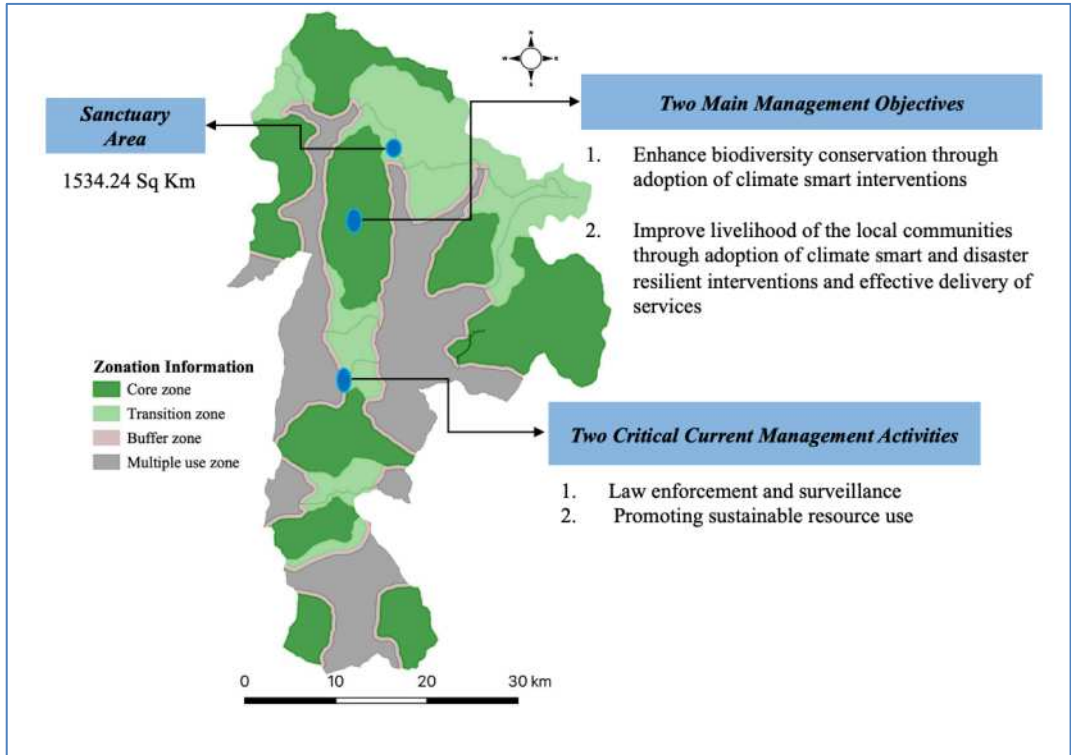 Sanctuary
Area
1534.24 Sq Km
Two Main Management Objectives
1. Enhance biodiversity conservation through
adoption of climate smart interventions
2. Improve livelihood of the local communities
through adoption of climate smart and disaster
resilient interventions and effective delivery of
services
Zonation Information
Core zone
Transition zone
Buffer zone
Multiple use zone
Two Critical Current Management Activities
1. Law enforcement and surveillance
2. Promoting sustainable resource use
0 10 20 30 km